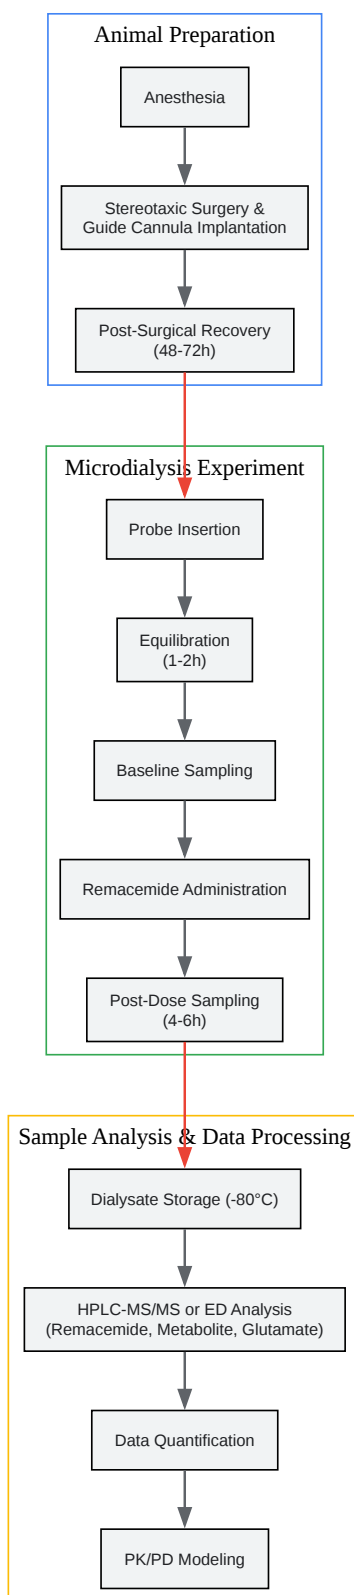 Animal Preparation
Anesthesia
Stereotaxic Surgery &
Guide Cannula Implantation
Post-Surgical Recovery
(48-72h)
Microdialysis Experiment
Probe Insertion
Equilibration
(1-2h)
Baseline Sampling
Remacemide Administration
Post-Dose Sampling
(4-6h)
Sample Analysis & Data Processing
Dialysate Storage (-80°C)
HPLC-MS/MS or ED Analysis
(Remacemide, Metabolite, Glutamate)
Data Quantification
PK/PD Modeling